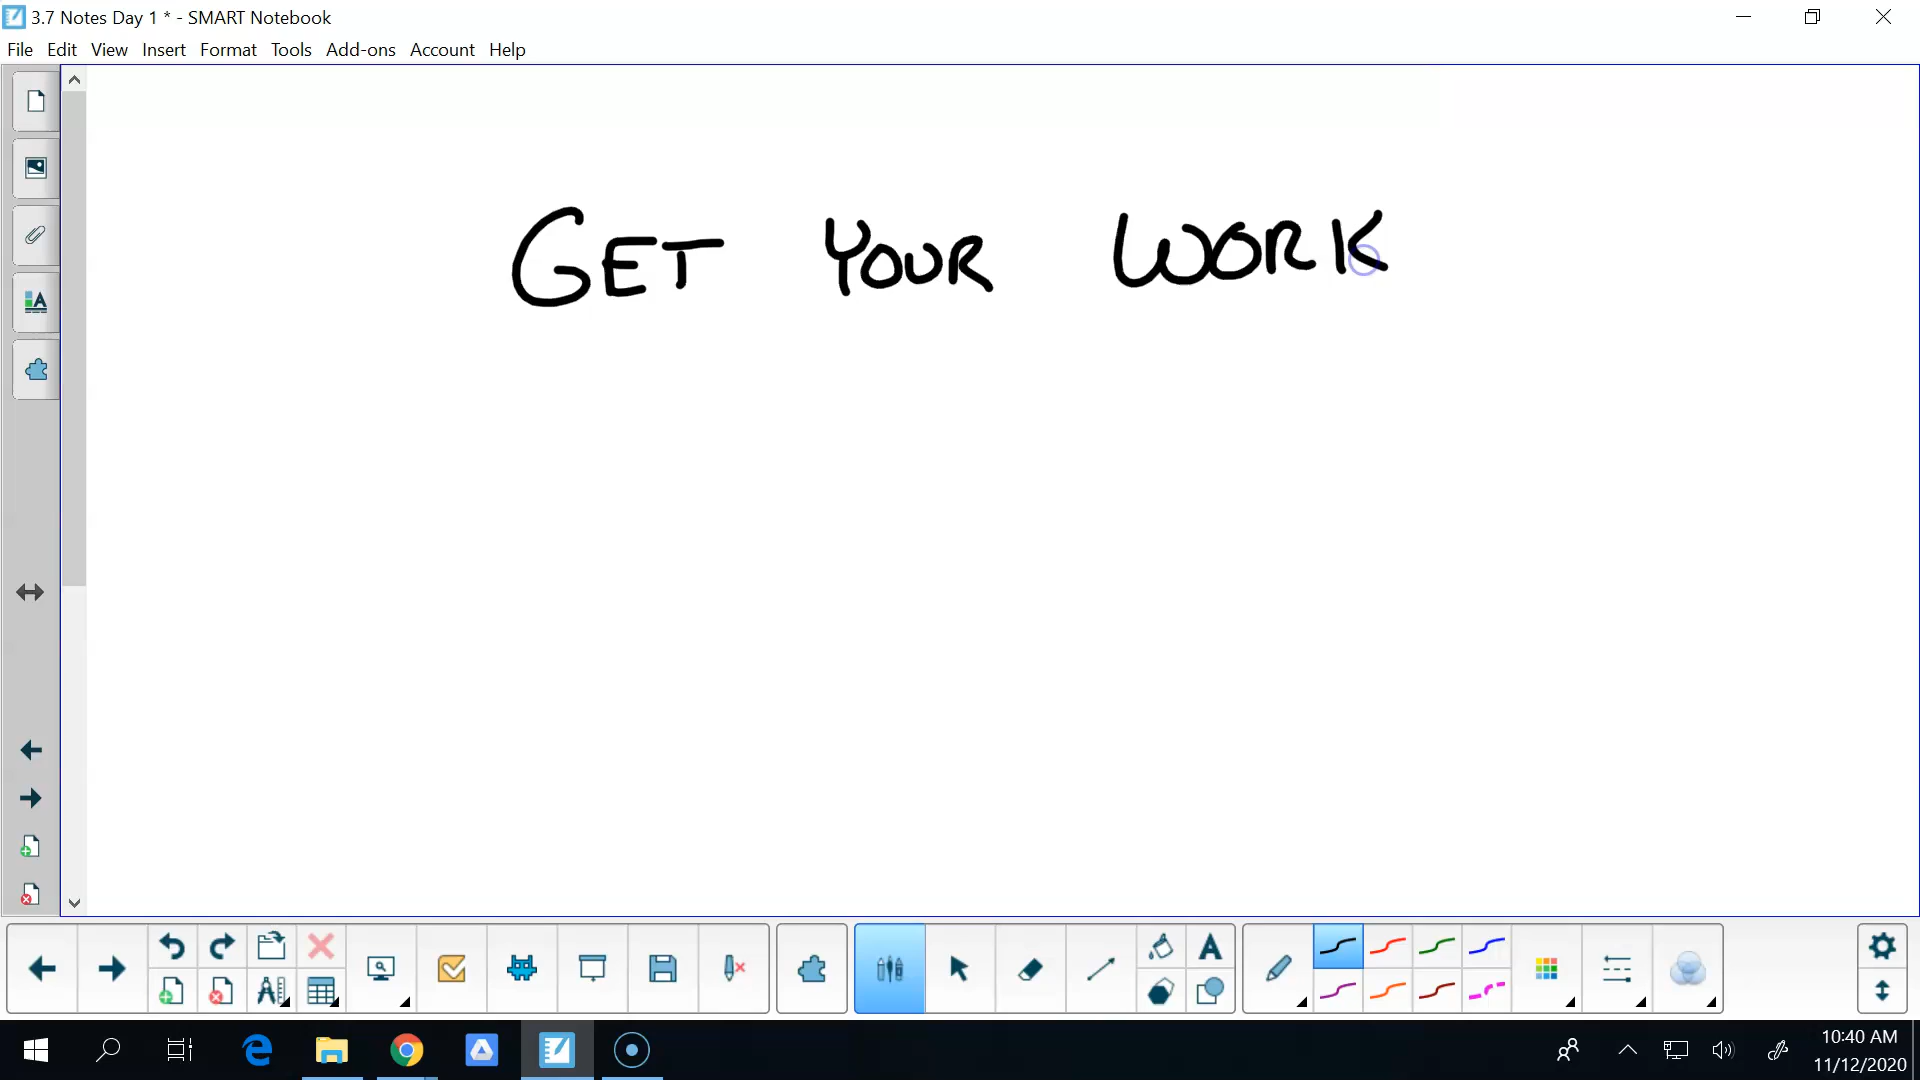 3.7 Notes Day 1 * - SMART Notebook
File Edit View Insert Format Tools Add-ons Account Help
GET YOUR WORK
10:40 AM
11/12/2020